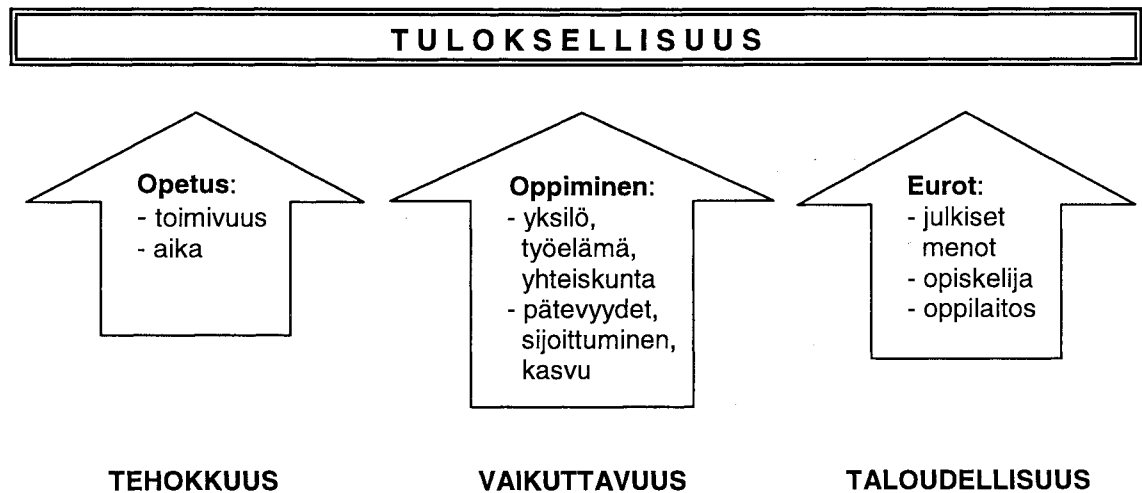 TULOKSELLISUUS
Opetus:
- toimivuus
- aika
Oppiminen:
- yksilö,
työelämä,
yhteiskunta
- pätevyydet,
sijoittuminen,
kasvu
Eurot:
- julkiset
menot
- opiskelija
- oppilaitos
TEHOKKUUS
VAIKUTTAVUUS
TALOUDELLISUUS